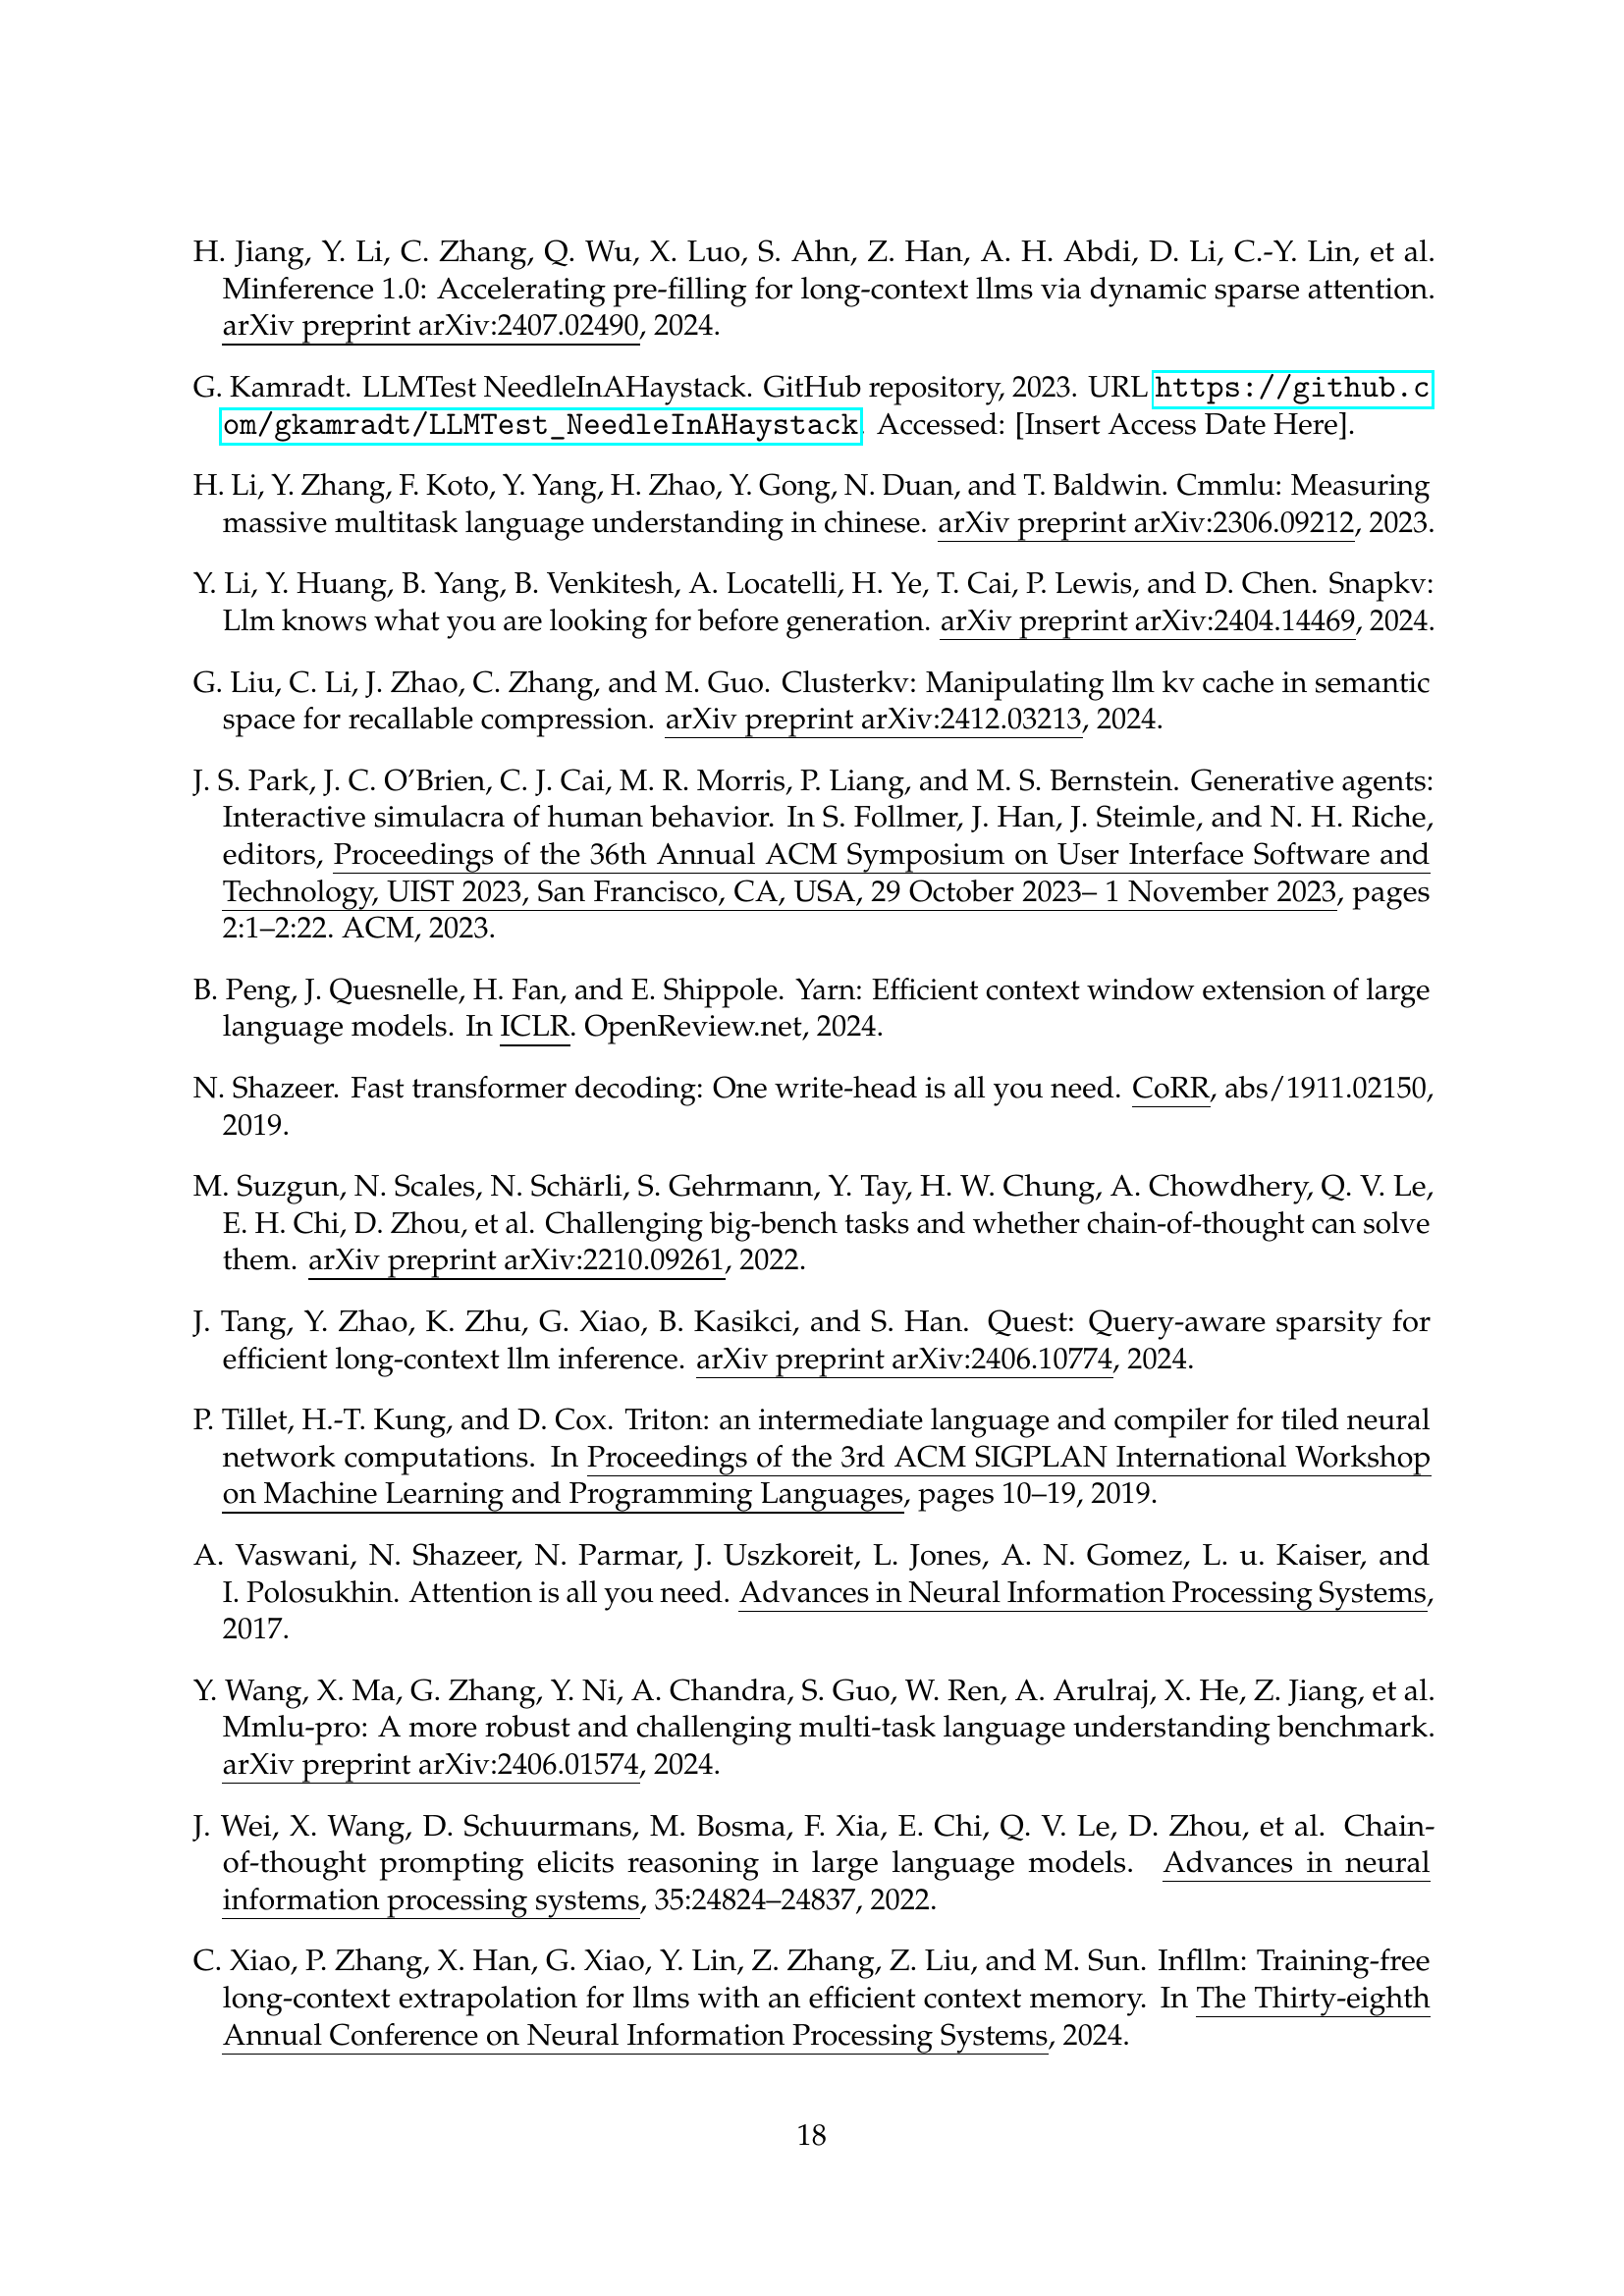 H. Jiang, Y. Li, C. Zhang, Q. Wu, X. Luo, S. Ahn, Z. Han, A. H. Abdi, D. Li, C.-Y. Lin, et al.
Minference 1.0: Accelerating pre-filling for long-context llms via dynamic sparse attention.
arXiv preprint arXiv:2407.02490, 2024.
G. Kamradt. LLMTest NeedleInAHaystack. GitHub repository, 2023. URL https://github.c
om/gkamradt/LLMTest_NeedleInAHaystack. Accessed: [Insert Access Date Here].
H. Li, Y. Zhang, F. Koto, Y. Yang, H. Zhao, Y. Gong, N. Duan, and T. Baldwin. Cmmlu: Measuring
massive multitask language understanding in chinese. arXiv preprint arXiv:2306.09212, 2023.
Y. Li, Y. Huang, B. Yang, B. Venkitesh, A. Locatelli, H. Ye, T. Cai, P. Lewis, and D. Chen. Snapkv:
Llm knows what you are looking for before generation. arXiv preprint arXiv:2404.14469, 2024.
G. Liu, C. Li, J. Zhao, C. Zhang, and M. Guo. Clusterkv: Manipulating llm kv cache in semantic
space for recallable compression. arXiv preprint arXiv:2412.03213, 2024.
J. S. Park, J. C. O’Brien, C. J. Cai, M. R. Morris, P. Liang, and M. S. Bernstein. Generative agents:
Interactive simulacra of human behavior. In S. Follmer, J. Han, J. Steimle, and N. H. Riche,
editors, Proceedings of the 36th Annual ACM Symposium on User Interface Software and
Technology, UIST 2023, San Francisco, CA, USA, 29 October 2023– 1 November 2023, pages
2:1–2:22. ACM, 2023.
B. Peng, J. Quesnelle, H. Fan, and E. Shippole. Yarn: Efficient context window extension of large
language models. In ICLR. OpenReview.net, 2024.
N. Shazeer. Fast transformer decoding: One write-head is all you need. CoRR, abs/1911.02150,
2019.
M. Suzgun, N. Scales, N. Schärli, S. Gehrmann, Y. Tay, H. W. Chung, A. Chowdhery, Q. V. Le,
E. H. Chi, D. Zhou, et al. Challenging big-bench tasks and whether chain-of-thought can solve
them. arXiv preprint arXiv:2210.09261, 2022.
J. Tang, Y. Zhao, K. Zhu, G. Xiao, B. Kasikci, and S. Han. Quest: Query-aware sparsity for
efficient long-context llm inference. arXiv preprint arXiv:2406.10774, 2024.
P. Tillet, H.-T. Kung, and D. Cox. Triton: an intermediate language and compiler for tiled neural
network computations. In Proceedings of the 3rd ACM SIGPLAN International Workshop
on Machine Learning and Programming Languages, pages 10–19, 2019.
A. Vaswani, N. Shazeer, N. Parmar, J. Uszkoreit, L. Jones, A. N. Gomez, L. u. Kaiser, and
I. Polosukhin. Attention is all you need. Advances in Neural Information Processing Systems,
2017.
Y. Wang, X. Ma, G. Zhang, Y. Ni, A. Chandra, S. Guo, W. Ren, A. Arulraj, X. He, Z. Jiang, et al.
Mmlu-pro: A more robust and challenging multi-task language understanding benchmark.
arXiv preprint arXiv:2406.01574, 2024.
J. Wei, X. Wang, D. Schuurmans, M. Bosma, F. Xia, E. Chi, Q. V. Le, D. Zhou, et al. Chain-
of-thought prompting elicits reasoning in large language models. Advances in neural
information processing systems, 35:24824–24837, 2022.
C. Xiao, P. Zhang, X. Han, G. Xiao, Y. Lin, Z. Zhang, Z. Liu, and M. Sun. Infllm: Training-free
long-context extrapolation for llms with an efficient context memory. In The Thirty-eighth
Annual Conference on Neural Information Processing Systems, 2024.
18